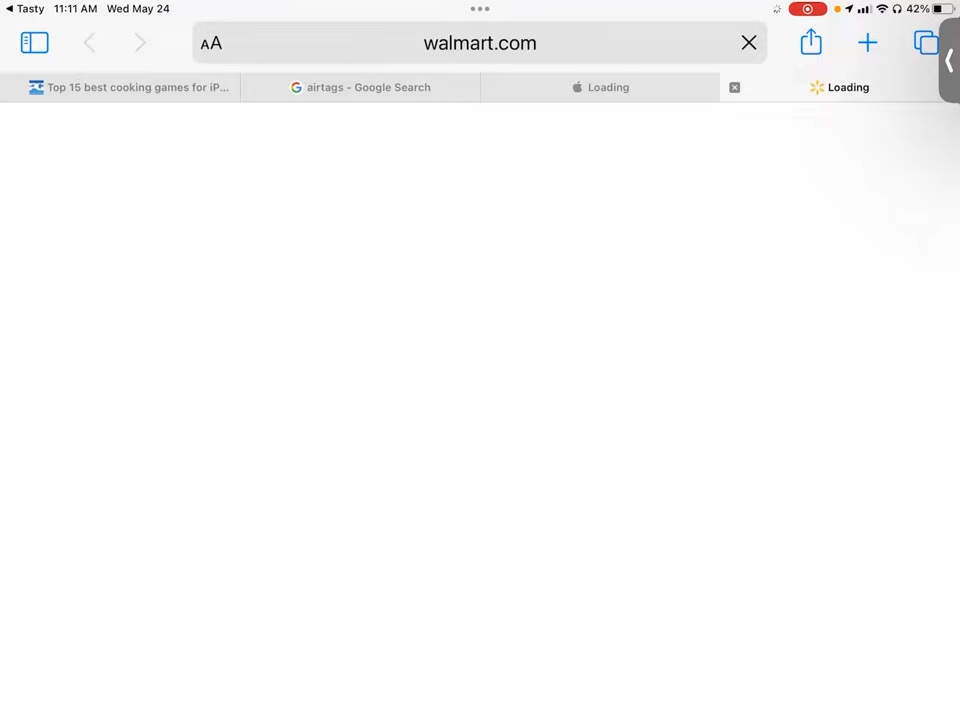 Tasty 11:11 AM Wed May 24 42%
AA walmart.com
Top 15 best cooking games for iP... airtags - Google Search Loading Loading